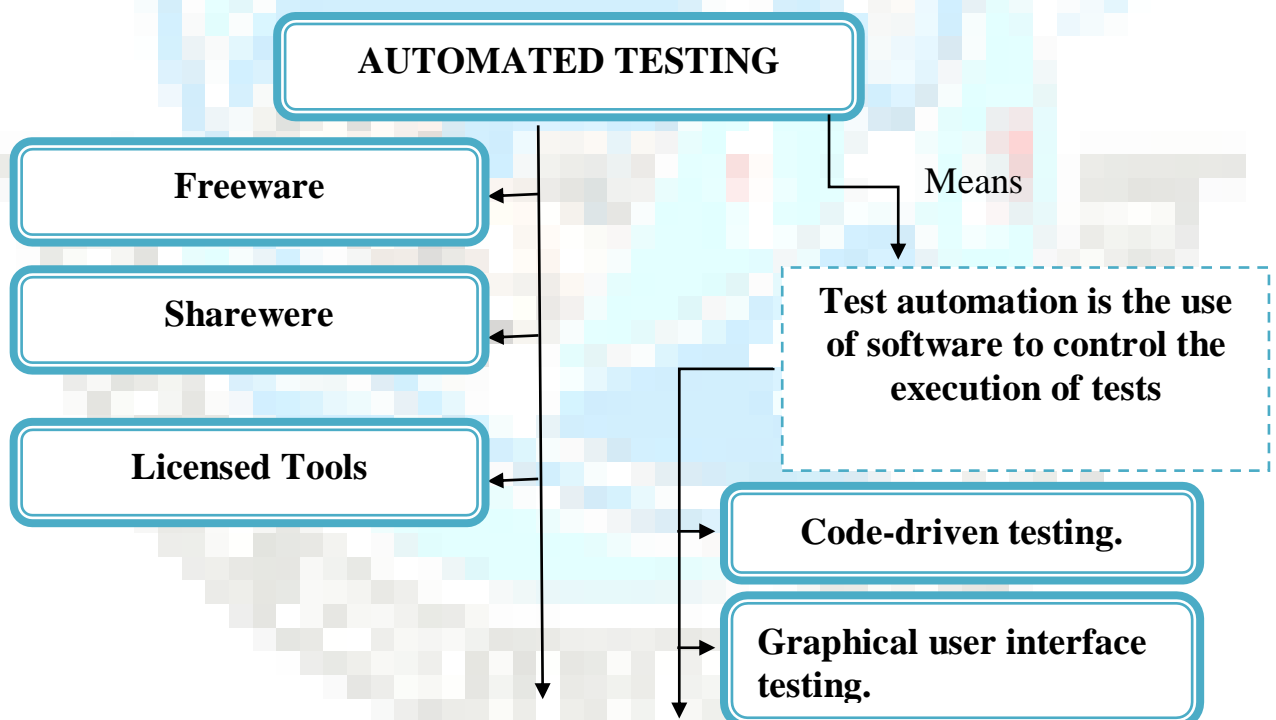 AUTOMATED TESTING
Freeware
Means
Sharewere
Test automation is the use
of software to control the
execution of tests
Licensed Tools
Code-driven testing.
Graphical user interface
testing.